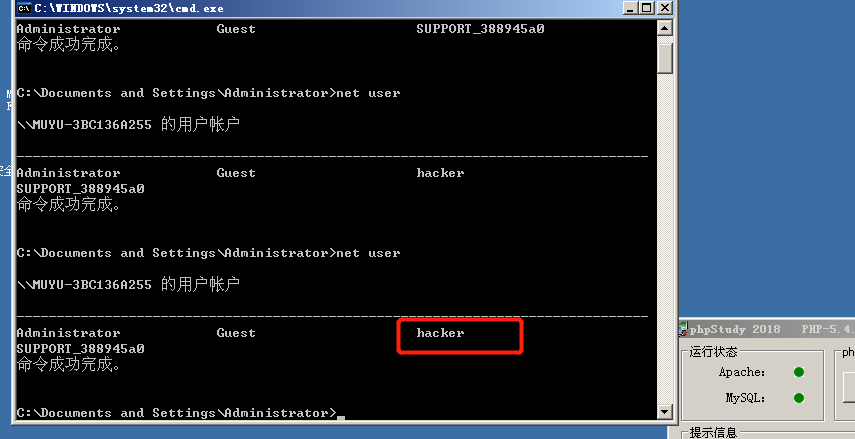 C:\WINDOWS\system32\cmd.exe
Administrator Guest SUPPORT_388945a0
命令成功完成。
C:\Documents and Settings\Administrator>net user
\\MUYU-3BC136A255 的用户帐户
-------------------------------------------------------------------------------
Administrator Guest hacker
SUPPORT_388945a0
命令成功完成。
C:\Documents and Settings\Administrator>net user
\\MUYU-3BC136A255 的用户帐户
-------------------------------------------------------------------------------
Administrator Guest hacker
SUPPORT_388945a0
命令成功完成。
C:\Documents and Settings\Administrator>_
phpStudy 2018 PHP-5.4.
运行状态
Apache:
MySQL:
提示信息